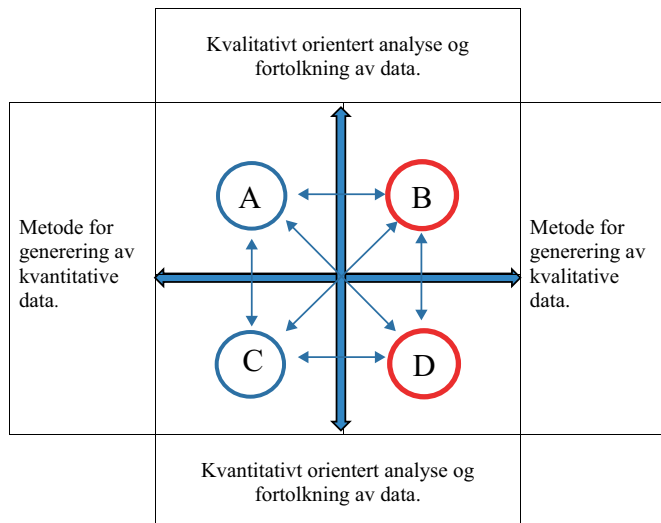 Kvalitativt orientert analyse og
fortolkning av data.
A
B
Metode for
generering av
kvantitative
data.
Metode for
generering av
kvalitative
data.
C
D
Kvantitativt orientert analyse og
fortolkning av data.